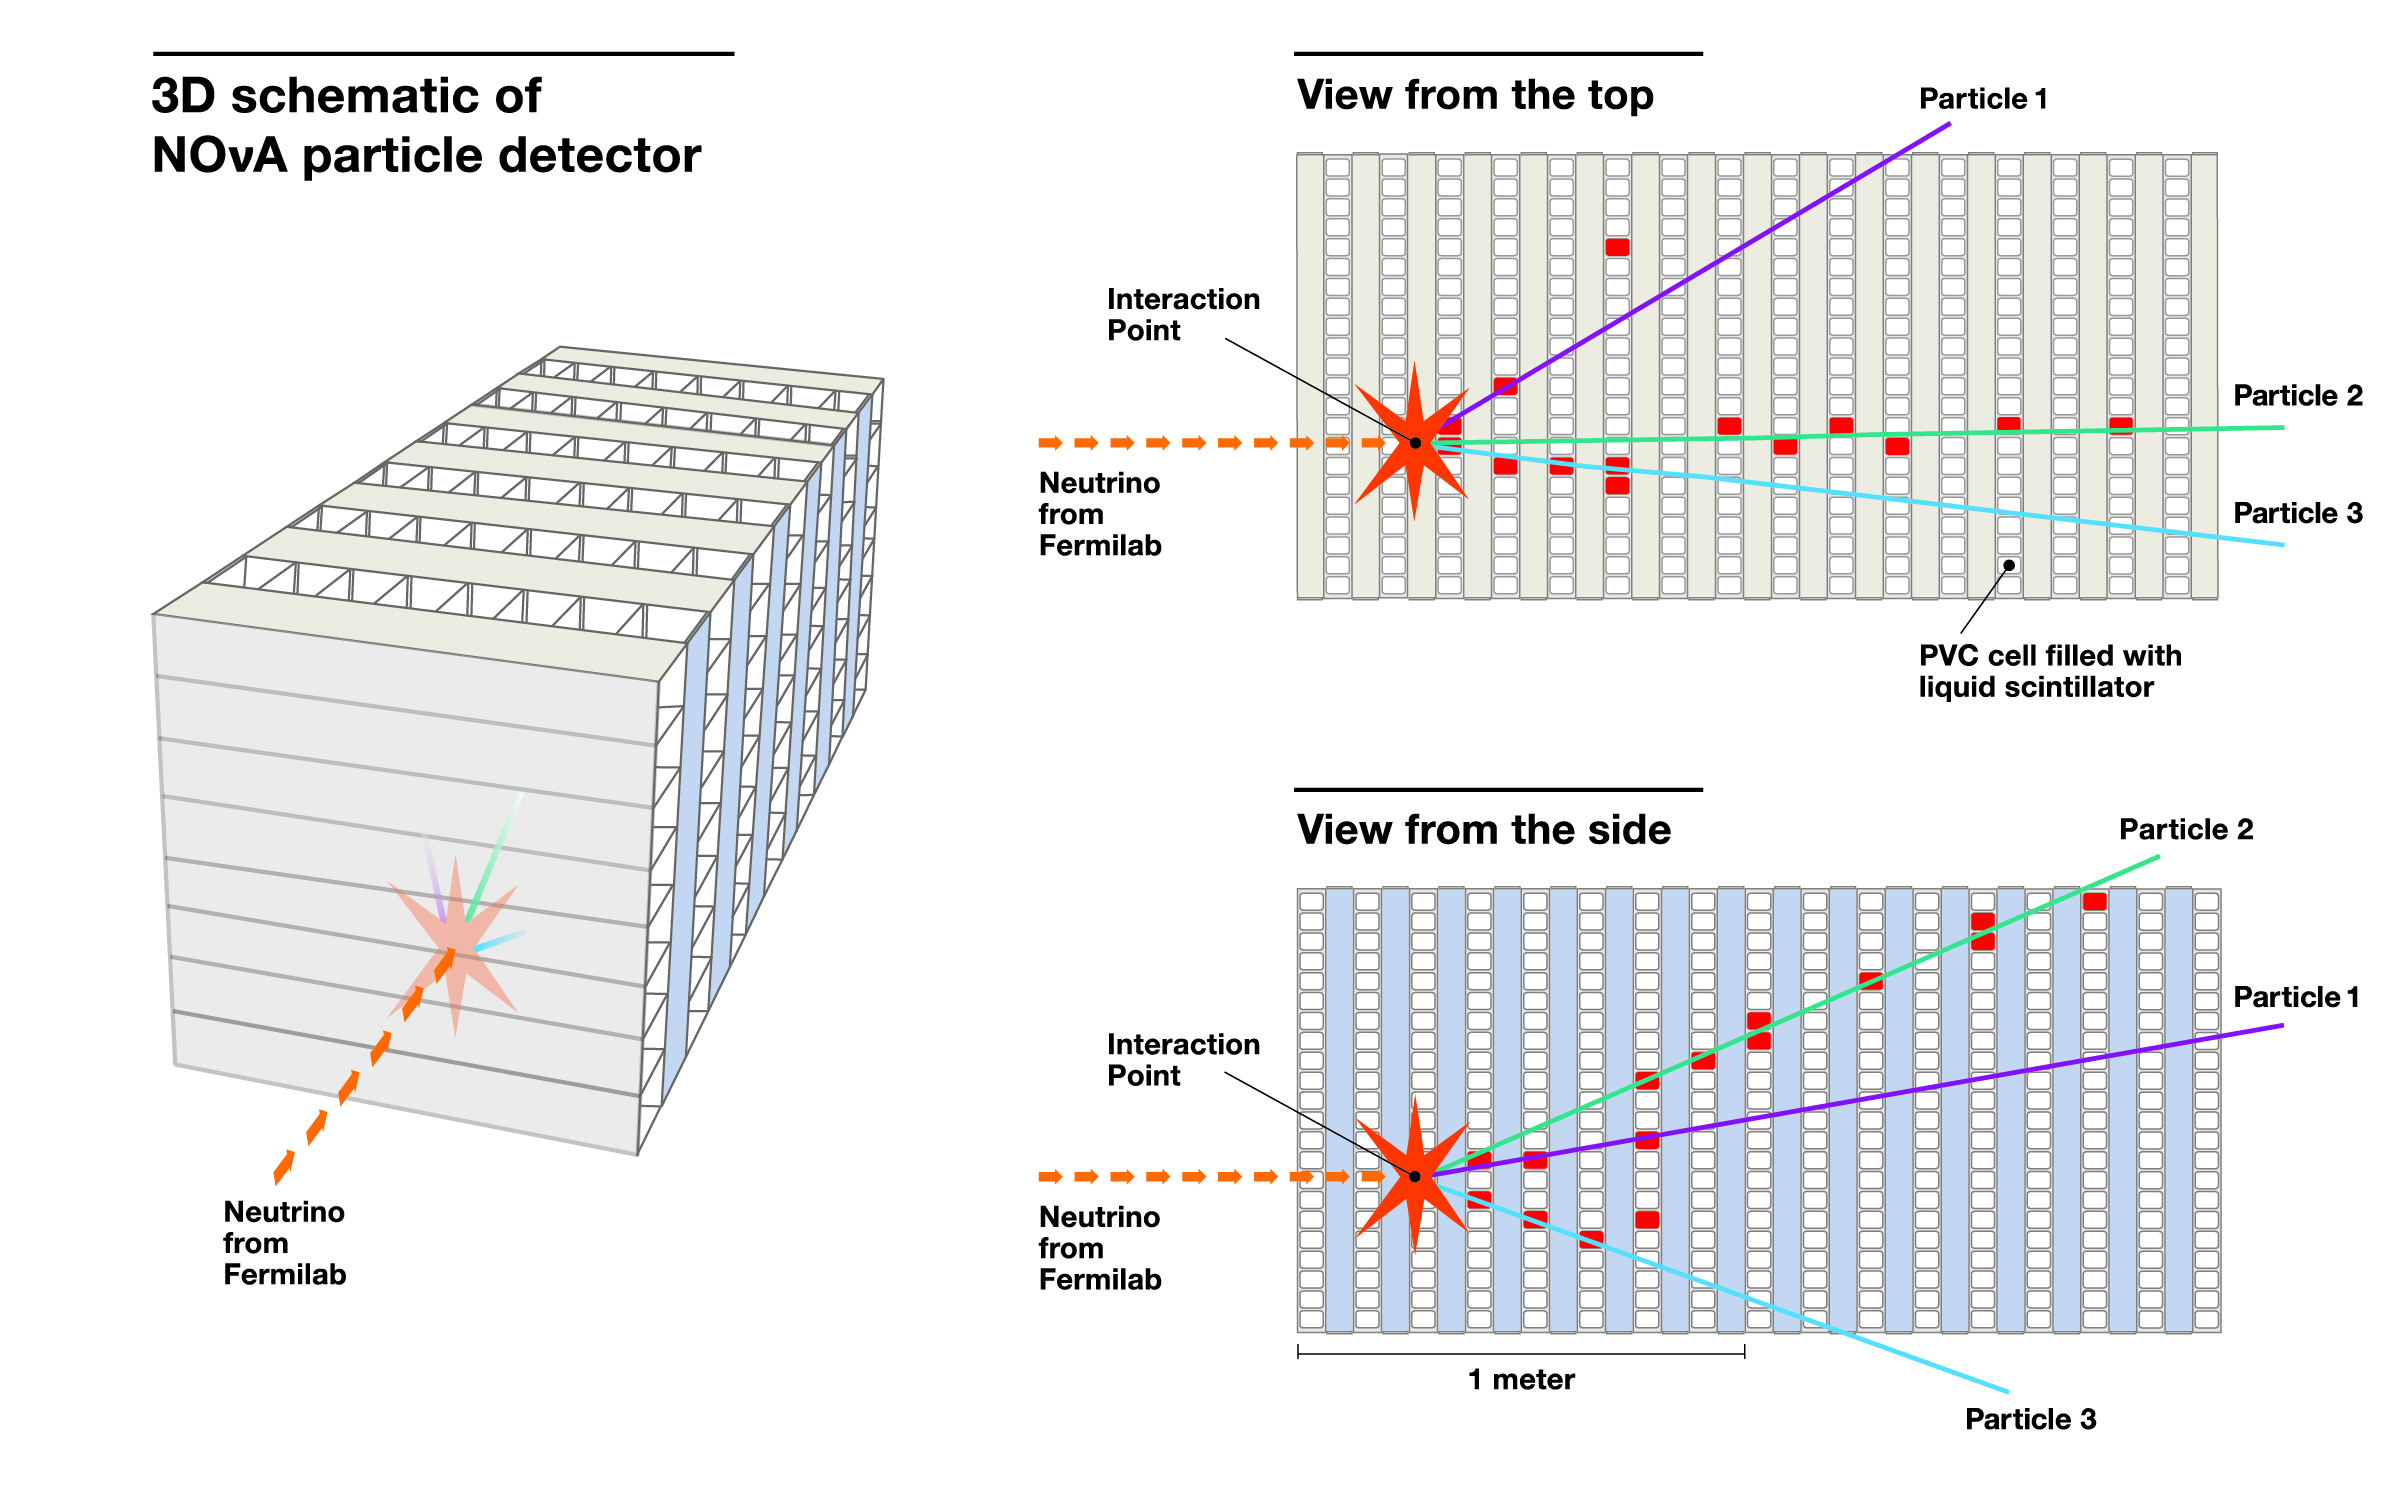 3D schematic of
NOνA particle detector
Neutrino
from
Fermilab
View from the top
Particle 1
Interaction
Point
Particle 2
Neutrino
from
Fermilab
Particle 3
PVC cell filled with
liquid scintillator
View from the side
Particle 2
Particle 1
Interaction
Point
Neutrino
from
Fermilab
1 meter
Particle 3